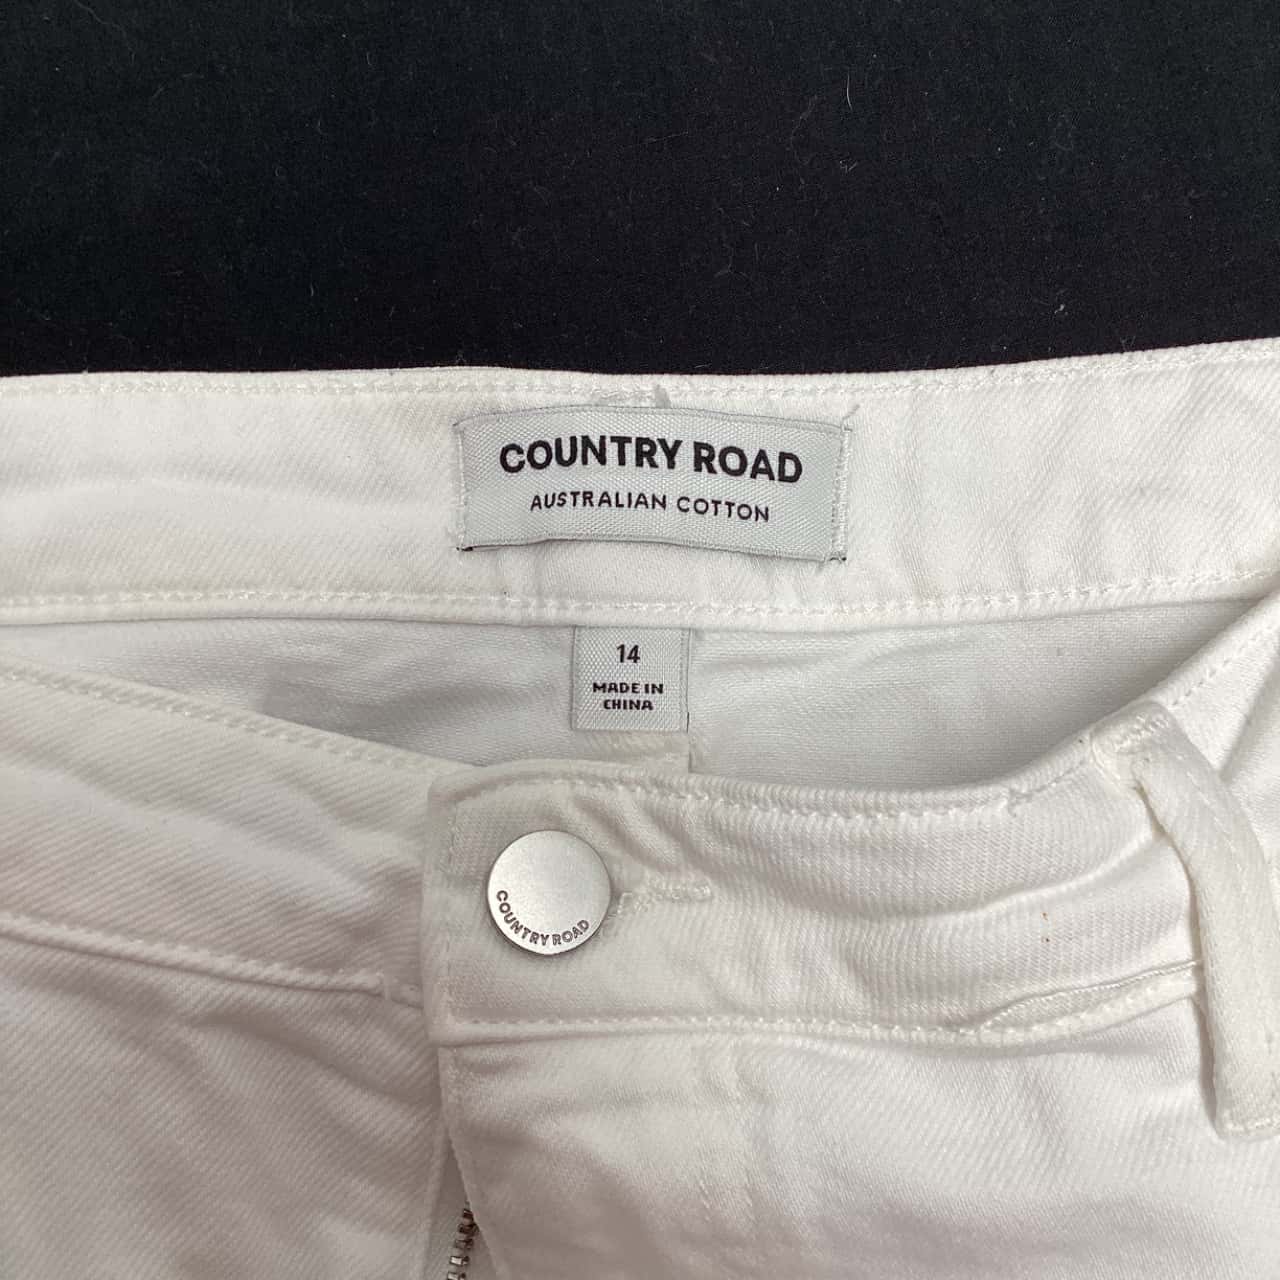 COUNTRY ROAD
AUSTRALIAN COTTON
14
MADE IN
CHINA
COUNTRY ROAD